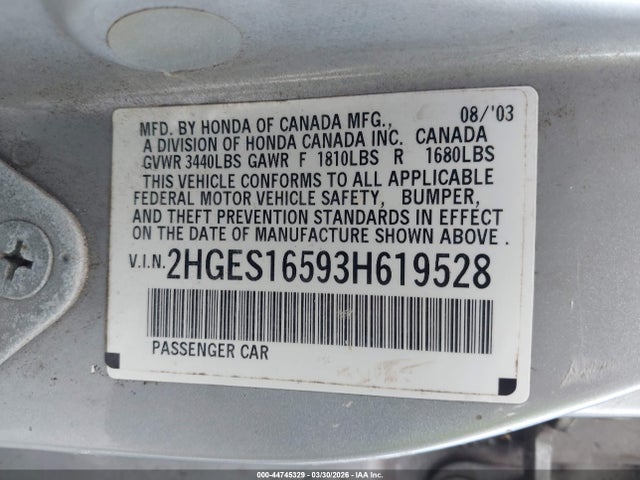 08/'03
MFD. BY HONDA OF CANADA MFG.,
A DIVISION OF HONDA CANADA INC. CANADA
GVWR 3440LBS GAWR F 1810LBS R 1680LBS
THIS VEHICLE CONFORMS TO ALL APPLICABLE
FEDERAL MOTOR VEHICLE SAFETY, BUMPER,
AND THEFT PREVENTION STANDARDS IN EFFECT
ON THE DATE OF MANUFACTURE SHOWN ABOVE.
V.I.N. 2HGES16593H619528
PASSENGER CAR
000-44745329 - 03/30/2026 - IAA Inc.